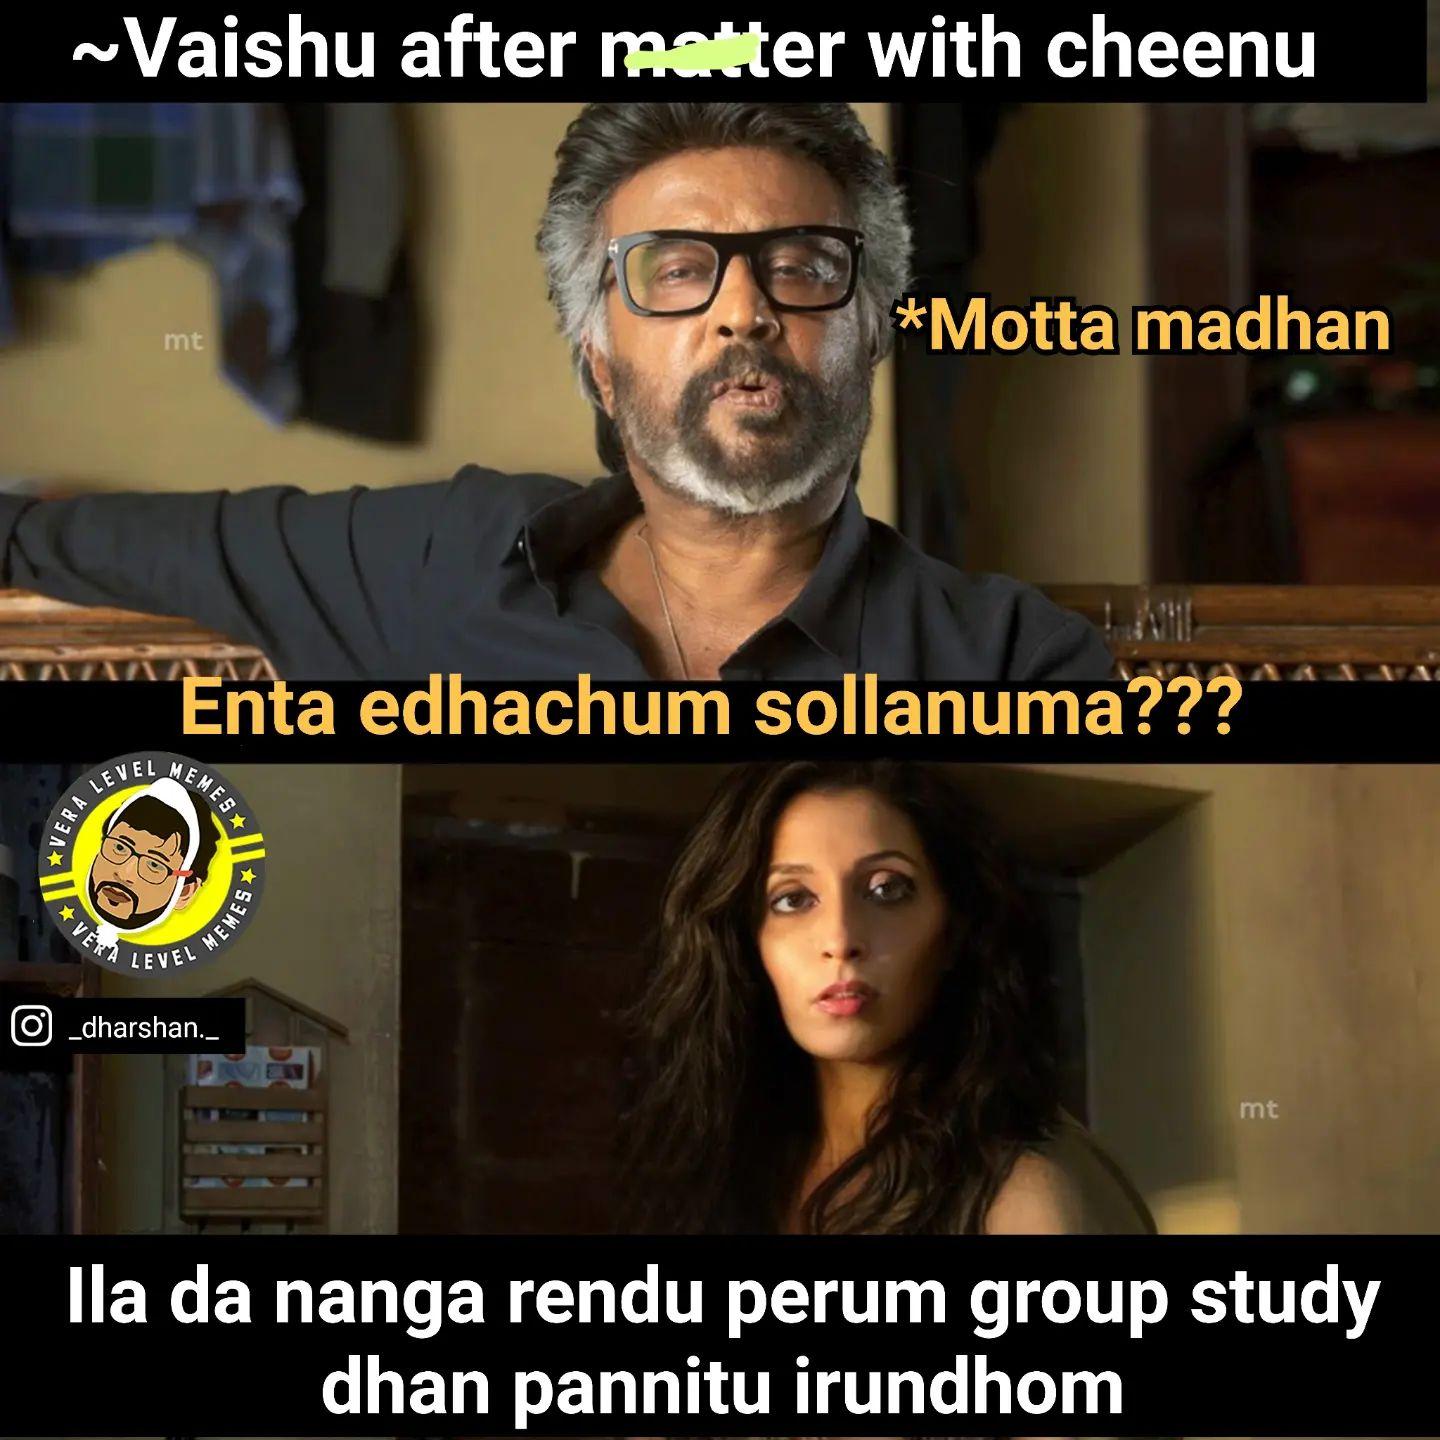 ~Vaishu after matter with cheenu
mt
*Motta madhan
Enta edhachum sollanuma???
VERA LEVEL MEMES
VERA LEVEL MEMES
_dharshan._
mt
Ila da nanga rendu perum group study
dhan pannitu irundhom